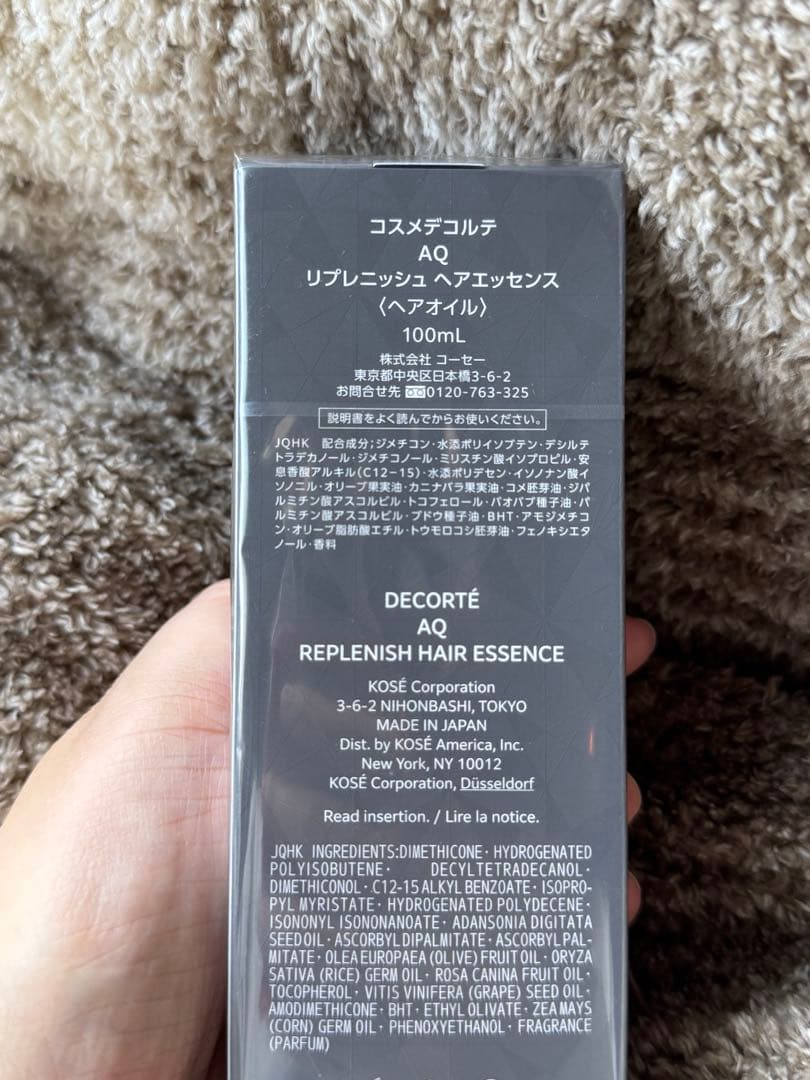 コスメデコルテ
AQ
リプレニッシュ ヘアエッセンス
〈ヘアオイル〉
100mL
株式会社 コーセー
東京都中央区日本橋3-6-2
お問合せ先 0120-763-325
説明書をよく読んでからお使いください。
JQHK 配合成分;ジメチコン・水添ポリイソブテン・デシルテ
トラデカノール・ジメチコノール・ミリスチン酸イソプロピル・安
息香酸アルキル(C12-15)・水添ポリデセン・イソノナン酸イ
ソノニル・オリーブ果実油・カニナバラ果実油・コメ胚芽油・ジパ
ルミチン酸アスコルビル・トコフェロール・バオバブ種子油・パ
ルミチン酸アスコルビル・ブドウ種子油・BHT・アモジメチコ
ン・オリーブ脂肪酸エチル・トウモロコシ胚芽油・フェノキシエタ
ノール・香料
DECORTÉ
AQ
REPLENISH HAIR ESSENCE
KOSÉ Corporation
3-6-2 NIHONBASHI, TOKYO
MADE IN JAPAN
Dist. by KOSÉ America, Inc.
New York, NY 10012
KOSÉ Corporation, Düsseldorf
Read insertion. / Lire la notice.
JQHK INGREDIENTS:DIMETHICONE・HYDROGENATED
POLYISOBUTENE・ DECYLTETRADECANOL・
DIMETHICONOL・C12-15 ALKYL BENZOATE・ISOPRO-
PYL MYRISTATE・HYDROGENATED POLYDECENE・
ISONONYL ISONONANOATE・ADANSONIA DIGITATA
SEED OIL・ASCORBYL DIPALMITATE・ASCORBYL PAL-
MITATE・OLEA EUROPAEA (OLIVE) FRUIT OIL・ORYZA
SATIVA (RICE) GERM OIL・ROSA CANINA FRUIT OIL・
TOCOPHEROL・VITIS VINIFERA (GRAPE) SEED OIL・
AMODIMETHICONE・BHT・ETHYL OLIVATE・ZEA MAYS
(CORN) GERM OIL・PHENOXYETHANOL・FRAGRANCE
(PARFUM)